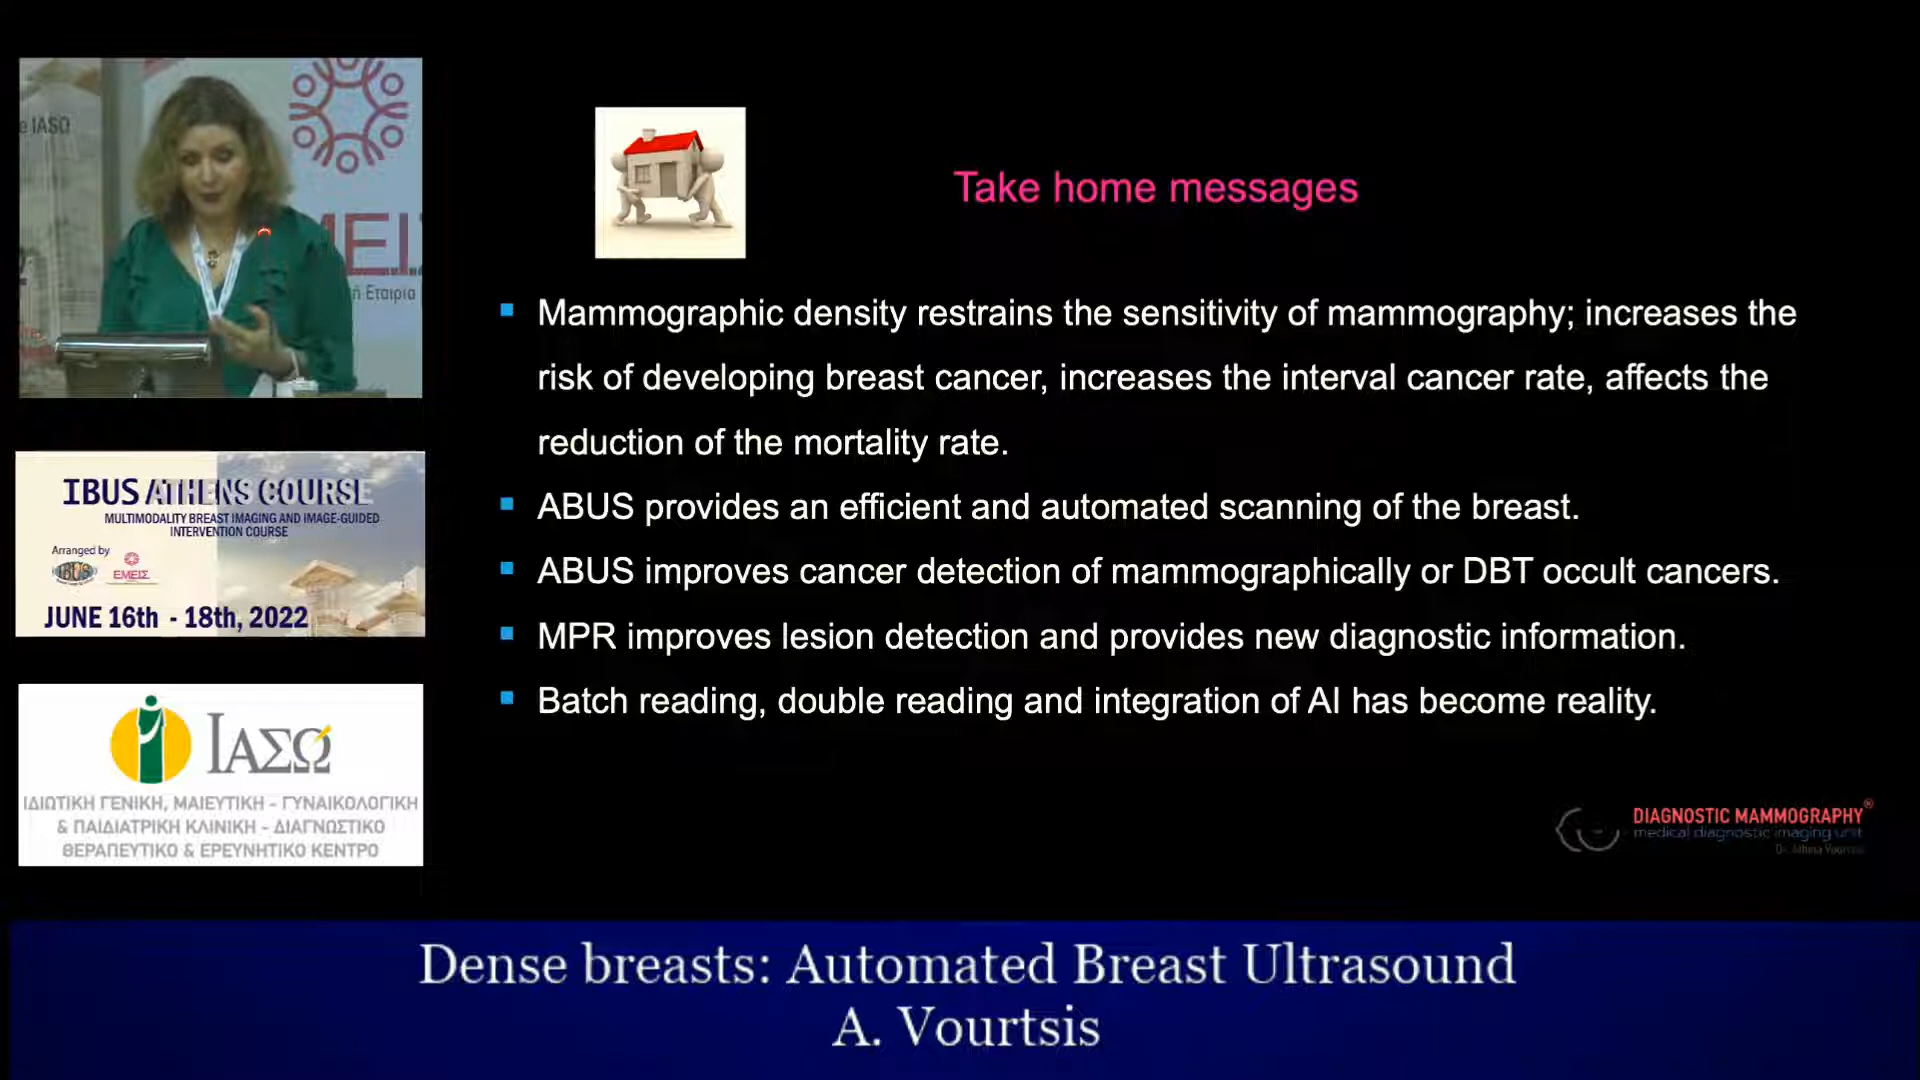 e IASO
ΜΕΙΣ
ή Εταιρία
Take home messages
Mammographic density restrains the sensitivity of mammography; increases the
risk of developing breast cancer, increases the interval cancer rate, affects the
reduction of the mortality rate.
ABUS provides an efficient and automated scanning of the breast.
ABUS improves cancer detection of mammographically or DBT occult cancers.
MPR improves lesion detection and provides new diagnostic information.
Batch reading, double reading and integration of AI has become reality.
IBUS ATHENS COURSE
MULTIMODALITY BREAST IMAGING AND IMAGE-GUIDED
INTERVENTION COURSE
Arranged by
IBUS
ΕΜΕΙΣ
JUNE 16th - 18th, 2022
ΙΑΣΩ
ΙΔΙΩΤΙΚΗ ΓΕΝΙΚΗ, ΜΑΙΕΥΤΙΚΗ - ΓΥΝΑΙΚΟΛΟΓΙΚΗ
& ΠΑΙΔΙΑΤΡΙΚΗ ΚΛΙΝΙΚΗ - ΔΙΑΓΝΩΣΤΙΚΟ
ΘΕΡΑΠΕΥΤΙΚΟ & ΕΡΕΥΝΗΤΙΚΟ ΚΕΝΤΡΟ
DIAGNOSTIC MAMMOGRAPHY®
medical diagnostic imaging unit
Dr. Athina Vourtsis
Dense breasts: Automated Breast Ultrasound
A. Vourtsis